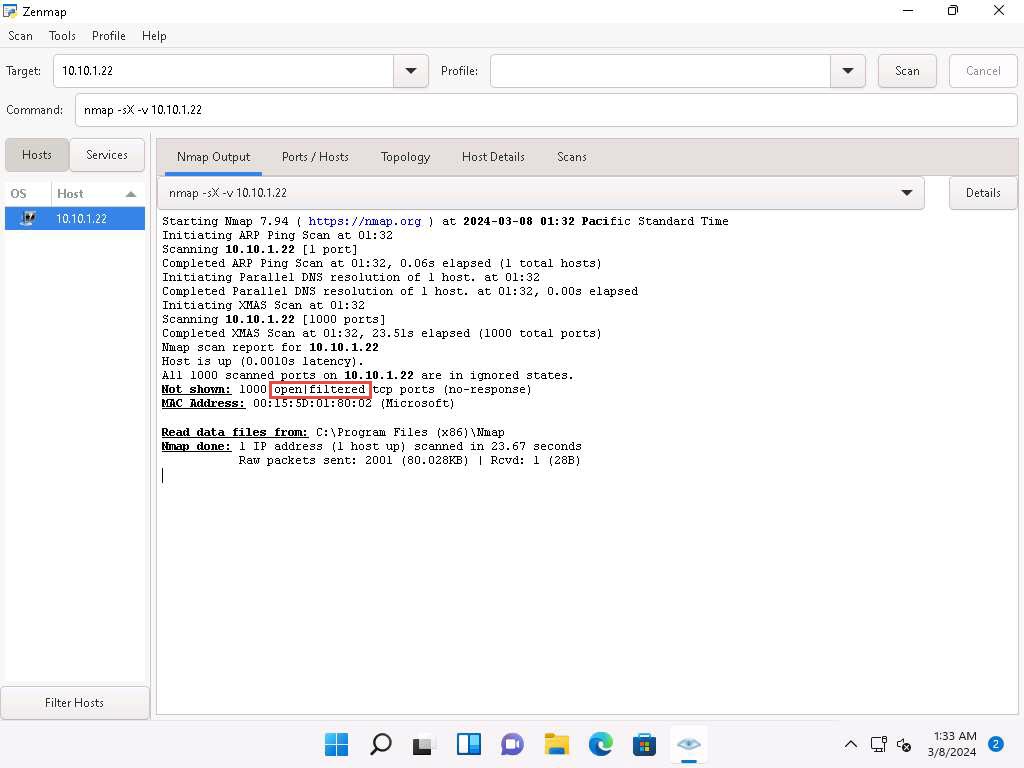 Zenmap
Scan Tools Profile Help
Target: 10.10.1.22 Profile: Scan Cancel
Command: nmap -sX -v 10.10.1.22
Hosts Services
OS Host
10.10.1.22
Filter Hosts
Nmap Output Ports / Hosts Topology Host Details Scans
nmap -sX -v 10.10.1.22 Details
Starting Nmap 7.94 ( https://nmap.org ) at 2024-03-08 01:32 Pacific Standard Time
Initiating ARP Ping Scan at 01:32
Scanning 10.10.1.22 [1 port]
Completed ARP Ping Scan at 01:32, 0.06s elapsed (1 total hosts)
Initiating Parallel DNS resolution of 1 host. at 01:32
Completed Parallel DNS resolution of 1 host. at 01:32, 0.00s elapsed
Initiating XMAS Scan at 01:32
Scanning 10.10.1.22 [1000 ports]
Completed XMAS Scan at 01:32, 23.51s elapsed (1000 total ports)
Nmap scan report for 10.10.1.22
Host is up (0.0010s latency).
All 1000 scanned ports on 10.10.1.22 are in ignored states.
Not shown: 1000 open|filtered tcp ports (no-response)
MAC Address: 00:15:5D:01:80:02 (Microsoft)
Read data files from: C:\Program Files (x86)\Nmap
Nmap done: 1 IP address (1 host up) scanned in 23.67 seconds
Raw packets sent: 2001 (80.028KB) | Rcvd: 1 (28B)
1:33 AM
3/8/2024
2